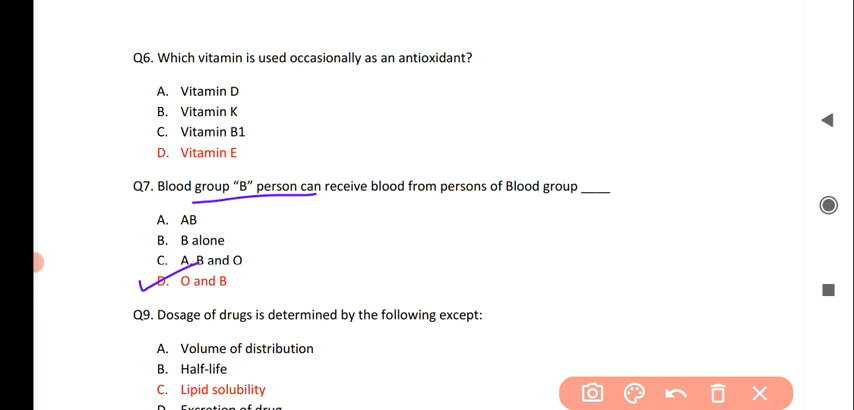 Q6. Which vitamin is used occasionally as an antioxidant?
A. Vitamin D
B. Vitamin K
C. Vitamin B1
D. Vitamin E
Q7. Blood group “B” person can receive blood from persons of Blood group ____
A. AB
B. B alone
C. A, B and O
D. O and B
Q9. Dosage of drugs is determined by the following except:
A. Volume of distribution
B. Half-life
C. Lipid solubility
D. Excretion of drug